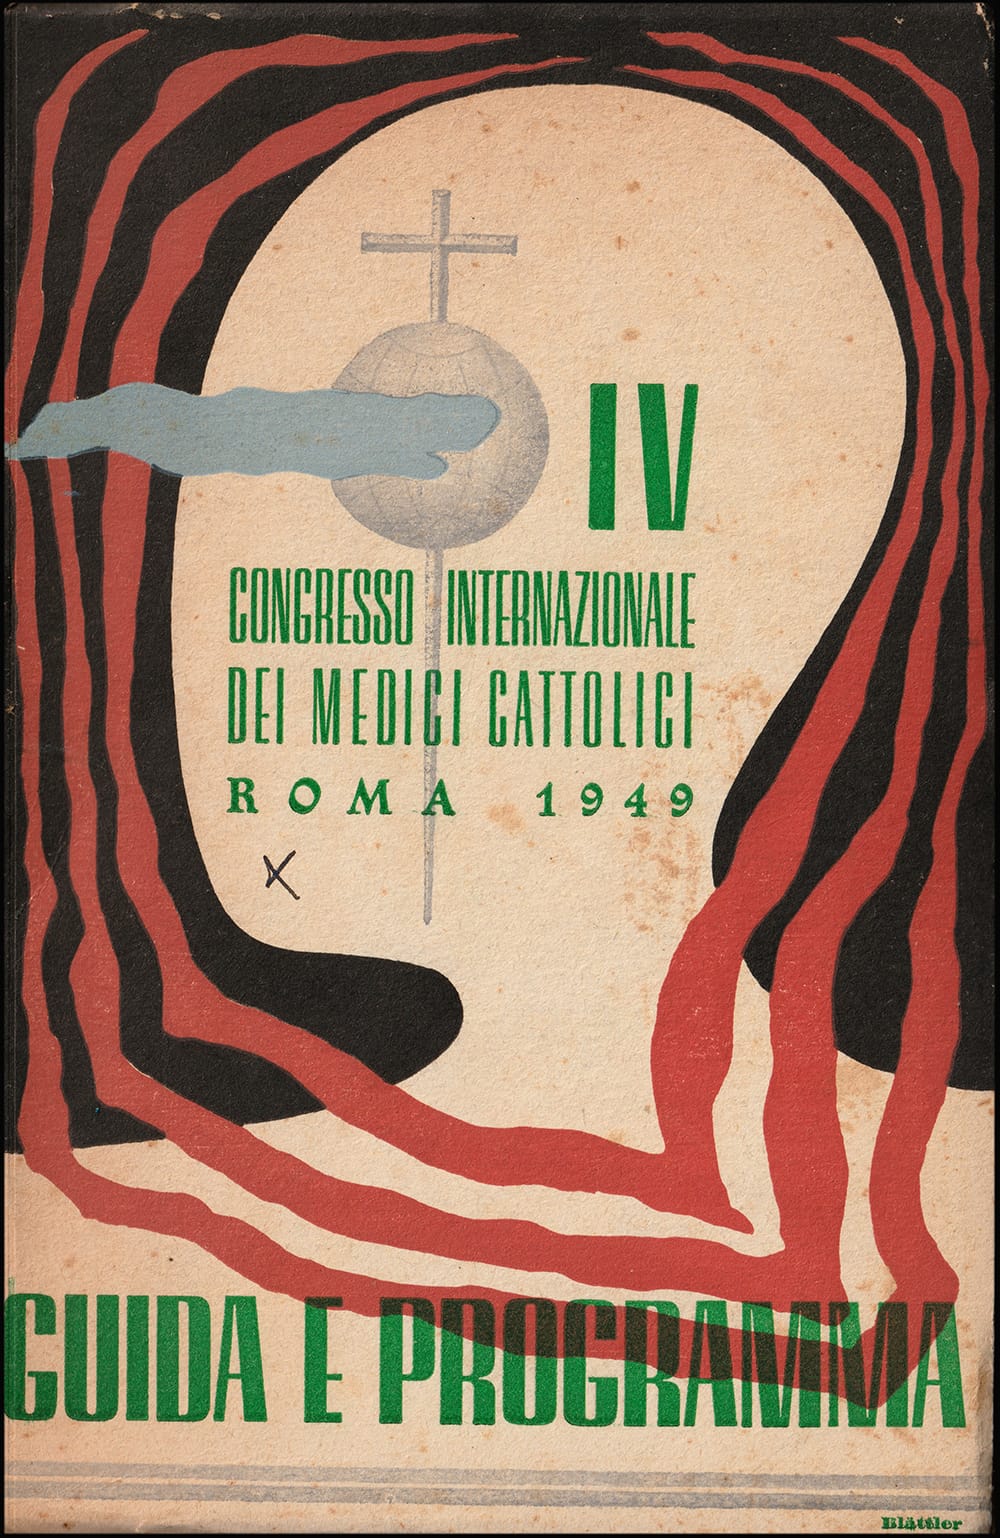 IV
CONGRESSO INTERNAZIONALE
DEI MEDICI CATTOLICI
ROMA 1949
GUIDA E PROGRAMMA
Blättler